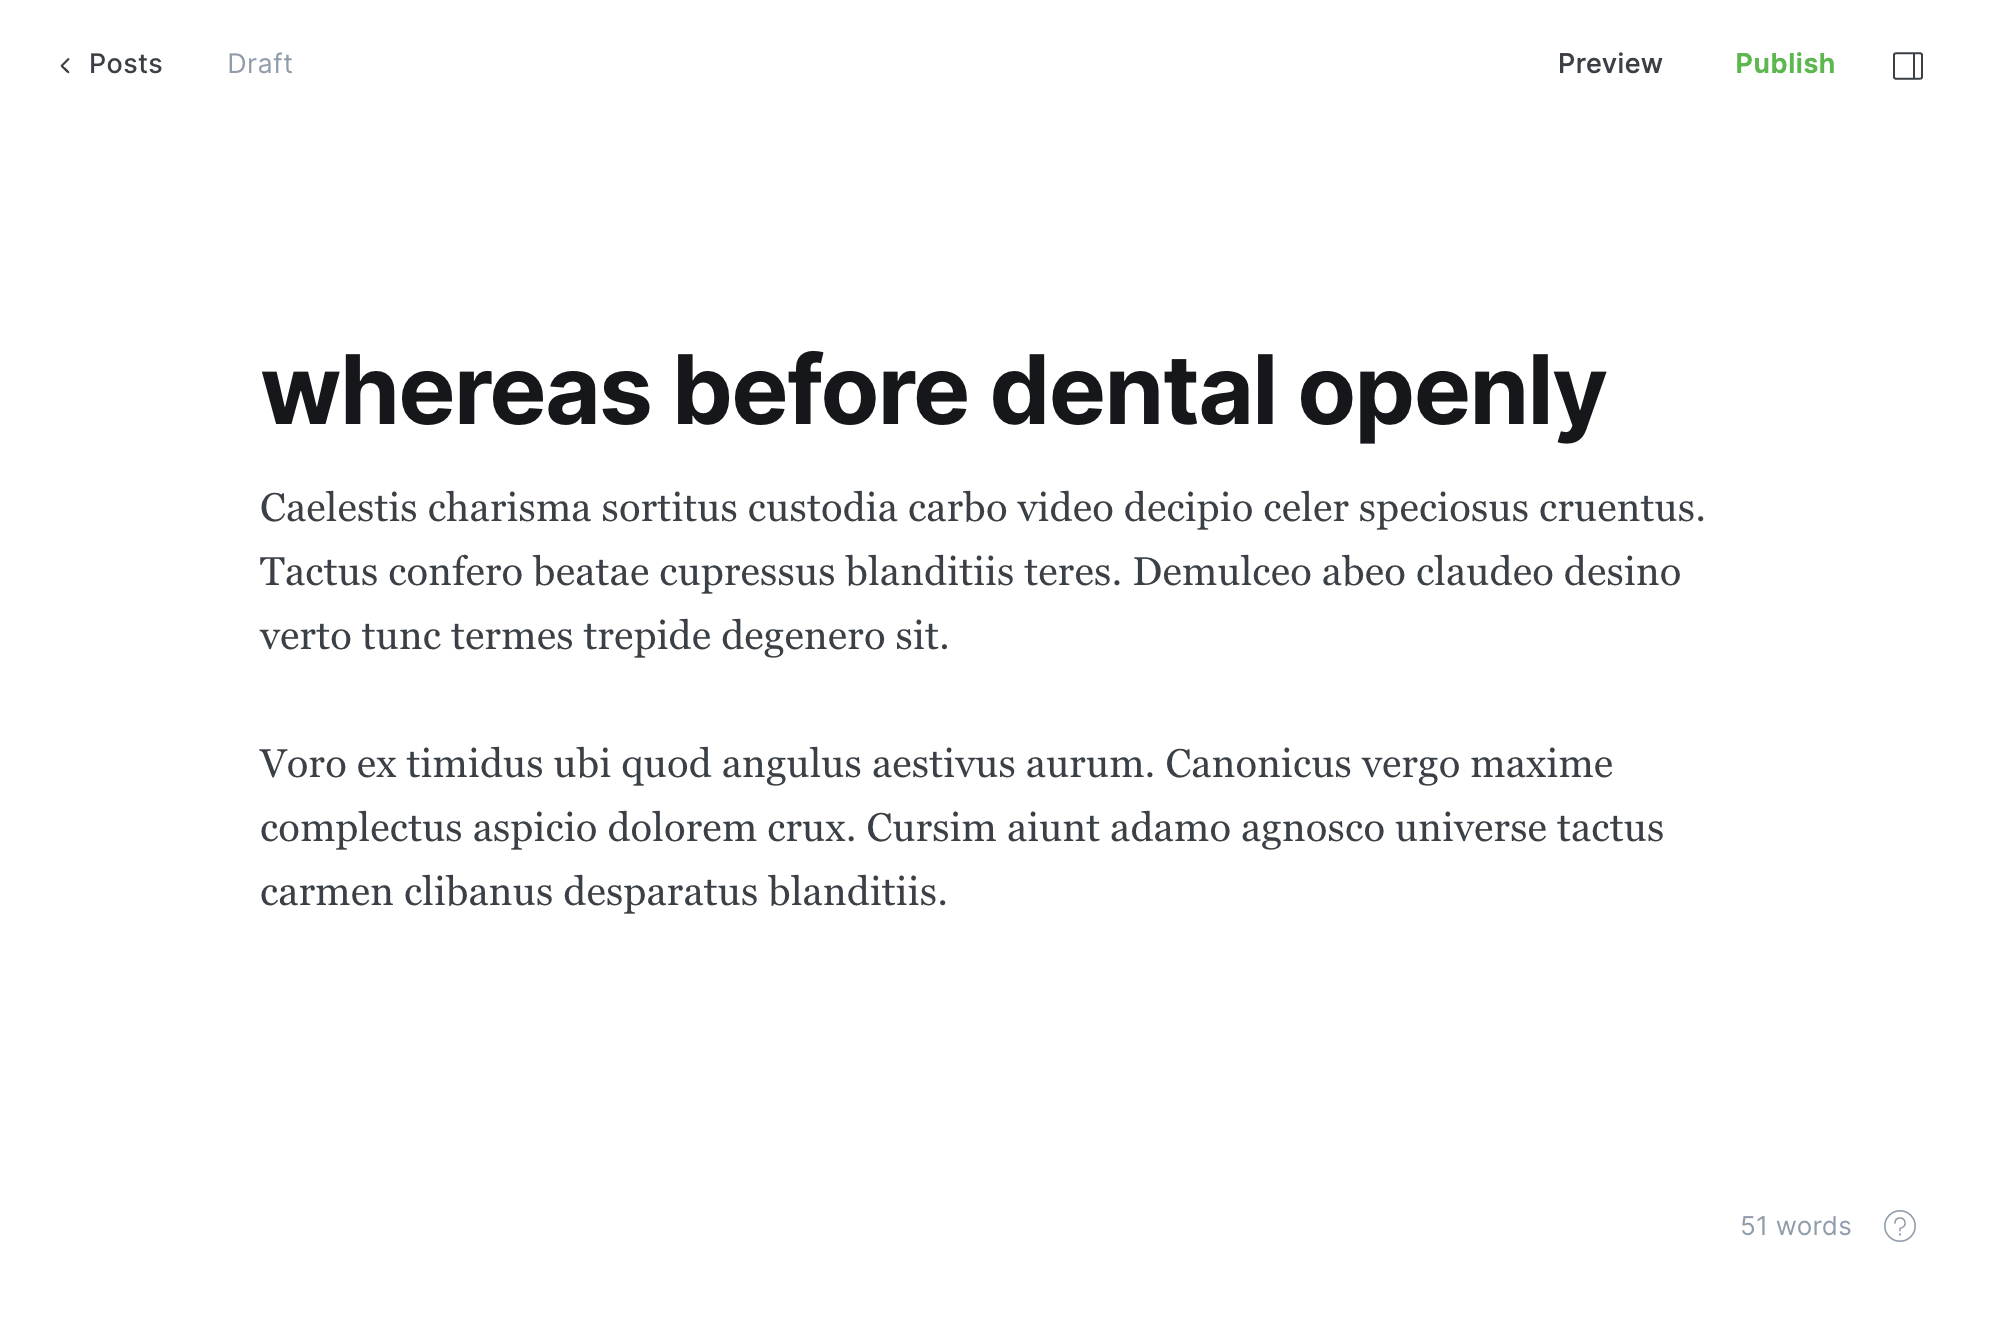 Posts Draft Preview Publish
whereas before dental openly
Caelestis charisma sortitus custodia carbo video decipio celer speciosus cruentus.
Tactus confero beatae cupressus blanditiis teres. Demulceo abeo claudeo desino
verto tunc termes trepide degenero sit.
Voro ex timidus ubi quod angulus aestivus aurum. Canonicus vergo maxime
complectus aspicio dolorem crux. Cursim aiunt adamo agnosco universe tactus
carmen clibanus desparatus blanditiis.
51 words ?